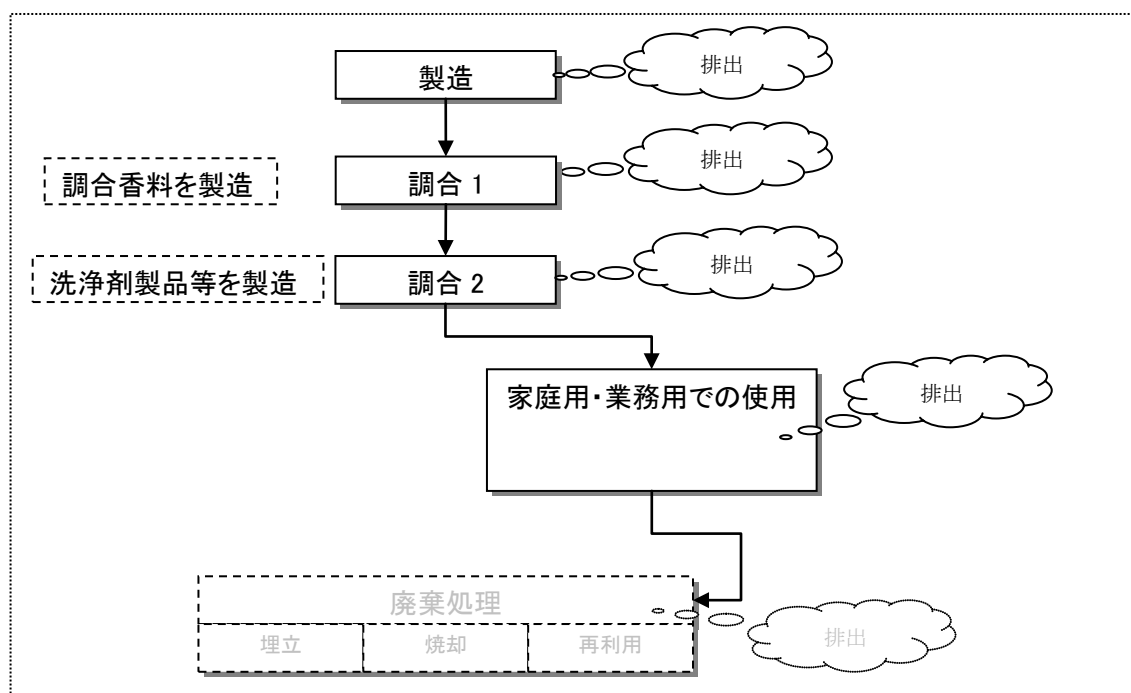 製造
排出
調合香料を製造
調合 1
排出
洗浄剤製品等を製造
調合 2
排出
家庭用・業務用での使用
排出
廃棄処理
埋立
焼却
再利用
排出